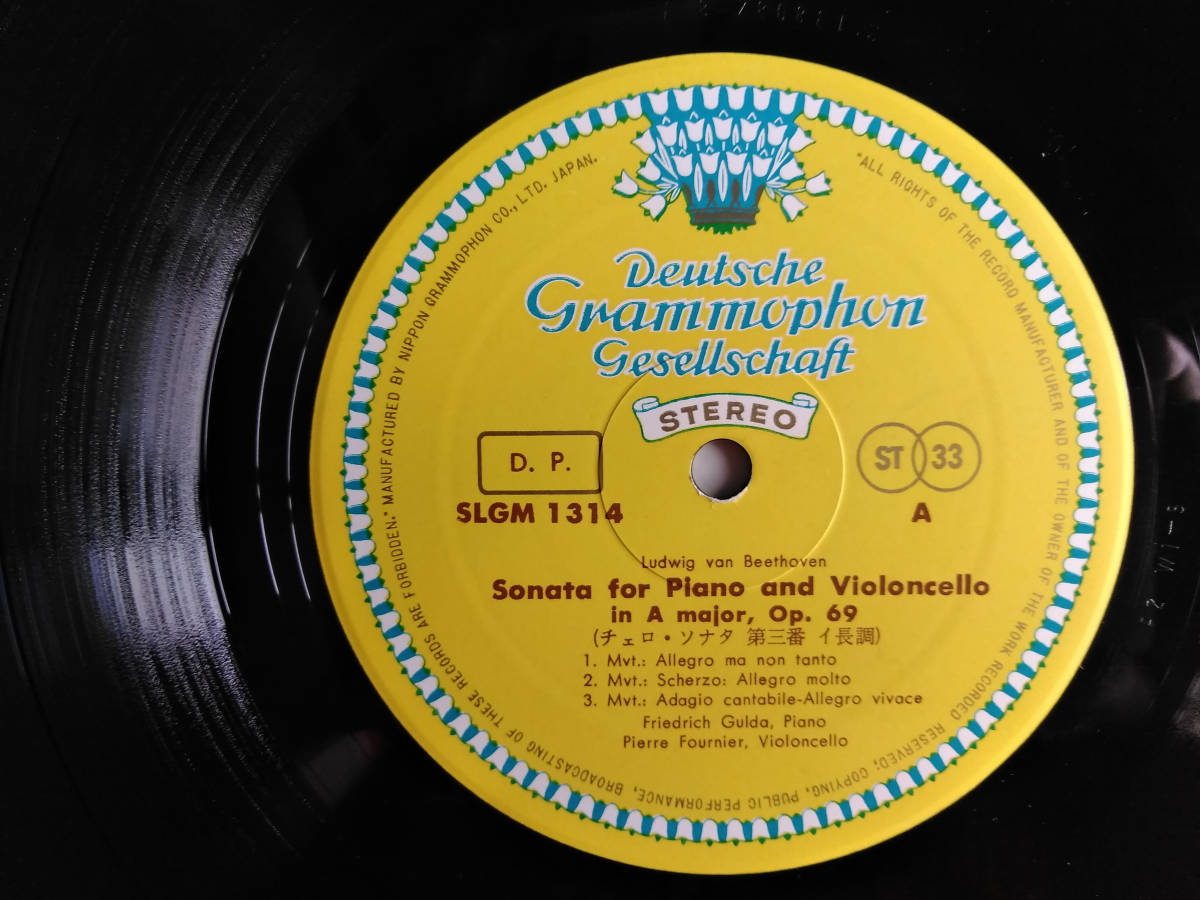 Deutsche
Grammophon
Gesellschaft
STEREO
D. P.
ST 33
SLGM 1314
A
Ludwig van Beethoven
Sonata for Piano and Violoncello
in A major, Op. 69
(チェロ・ソナタ 第三番 イ長調)
1. Mvt.: Allegro ma non tanto
2. Mvt.: Scherzo: Allegro molto
3. Mvt.: Adagio cantabile-Allegro vivace
Friedrich Gulda, Piano
Pierre Fournier, Violoncello
"ALL RIGHTS OF THE RECORD MANUFACTURER AND OF THE OWNER OF THE WORK RECORDED RESERVED; COPYING, PUBLIC PERFORMANCE, BROADCASTING OF THESE RECORDS ARE FORBIDDEN." MANUFACTURED BY NIPPON GRAMMOPHON CO., LTD. JAPAN.